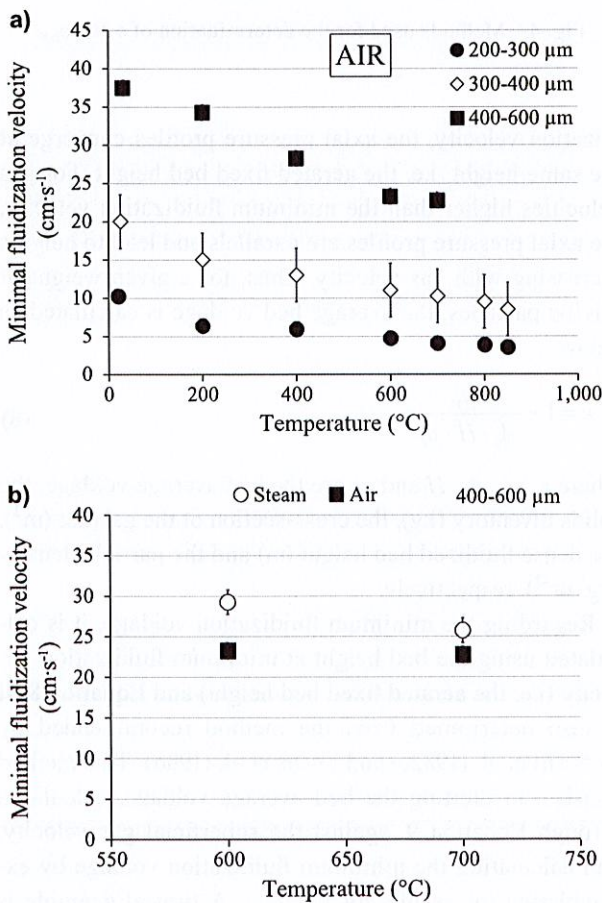 a)
AIR
200-300 µm
300-400 µm
400-600 µm
Minimal fluidization velocity
(cm·s⁻¹)
45
40
35
30
25
20
15
10
5
0
0 200 400 600 800 1,000
Temperature (°C)
b)
Steam Air 400-600 µm
Minimal fluidization velocity
(cm·s⁻¹)
40
35
30
25
20
15
10
5
0
550 600 650 700 750
Temperature (°C)